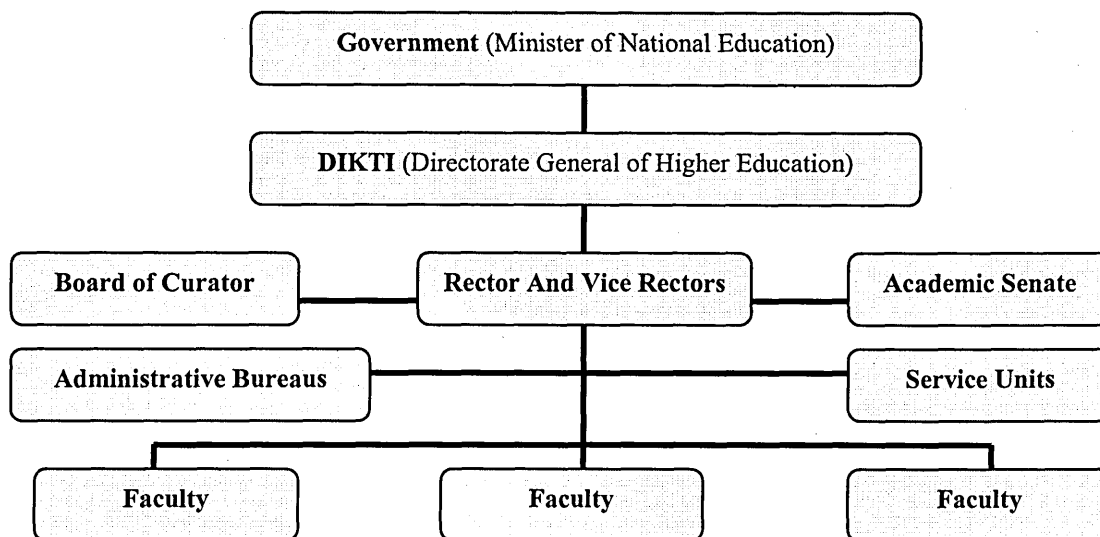 Government (Minister of National Education)
DIKTI (Directorate General of Higher Education)
Board of Curator
Rector And Vice Rectors
Academic Senate
Administrative Bureaus
Service Units
Faculty
Faculty
Faculty